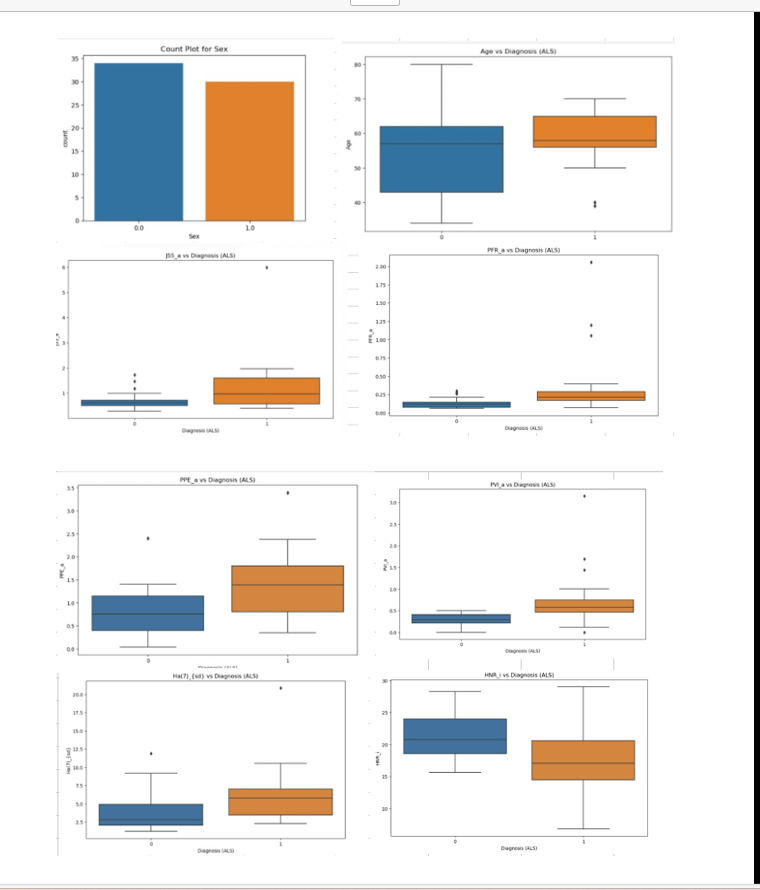 Count Plot for Sex
35
30
25
20
15
10
5
0
count
0.0 1.0
Sex
Age vs Diagnosis (ALS)
80
70
60
50
40
Age
0 1
J55_a vs Diagnosis (ALS)
6
5
4
3
2
1
0 1
Diagnosis (ALS)
PFR_a vs Diagnosis (ALS)
2.00
1.75
1.50
1.25
1.00
0.75
0.50
0.25
0.00
PFR_a
0 1
Diagnosis (ALS)
PPE_a vs Diagnosis (ALS)
3.5
3.0
2.5
2.0
1.5
1.0
0.5
0.0
PPE_a
0 1
Diagnosis (ALS)
PVI_a vs Diagnosis (ALS)
3.0
2.5
2.0
1.5
1.0
0.5
0.0
PVI_a
0 1
Diagnosis (ALS)
Ha(7)_{sd} vs Diagnosis (ALS)
20.0
17.5
15.0
12.5
10.0
7.5
5.0
2.5
Ha(7)_{sd}
0 1
Diagnosis (ALS)
HNR_i vs Diagnosis (ALS)
30
25
20
15
10
HNR_i
0 1
Diagnosis (ALS)